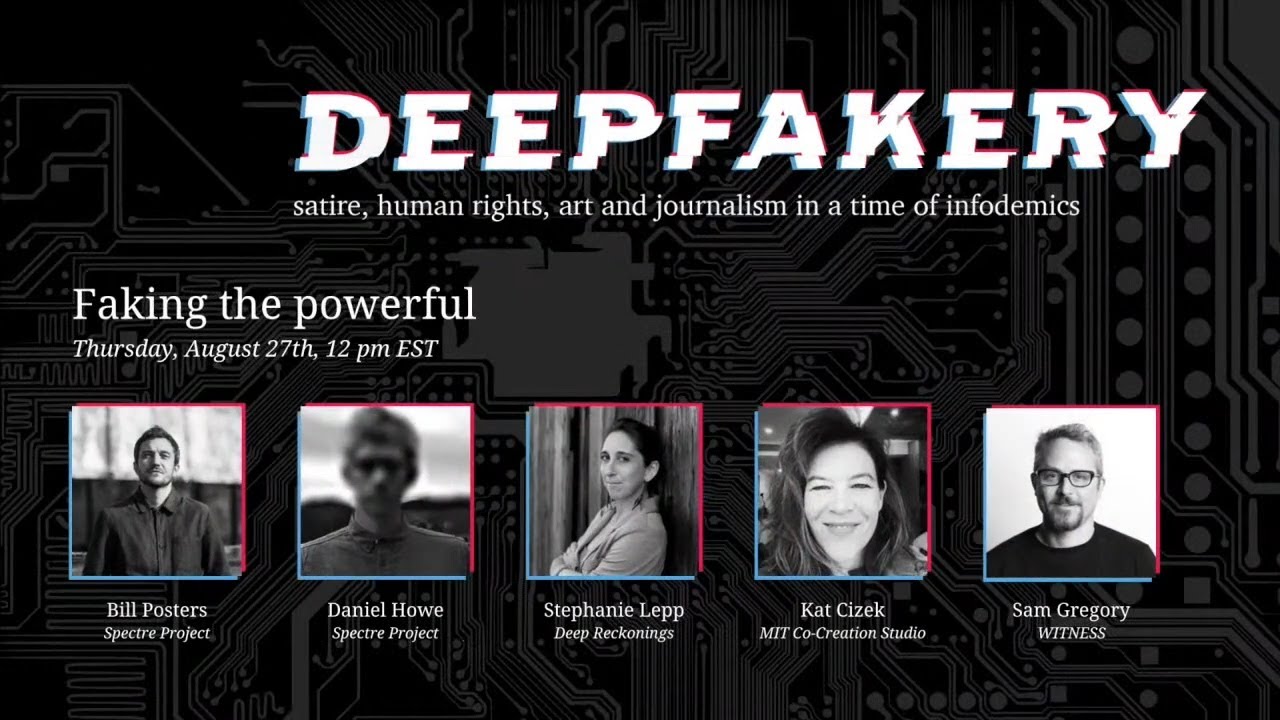 DEEPFAKERY
satire, human rights, art and journalism in a time of infodemics
Faking the powerful
Thursday, August 27th, 12 pm EST
Bill Posters
Spectre Project
Daniel Howe
Spectre Project
Stephanie Lepp
Deep Reckonings
Kat Cizek
MIT Co-Creation Studio
Sam Gregory
WITNESS